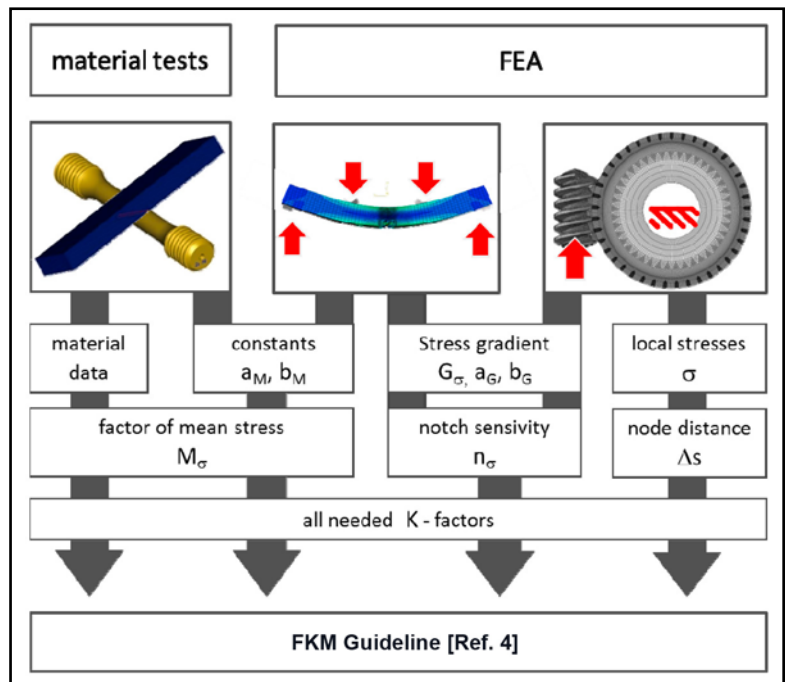 material tests
FEA
material
data
constants
a_M, b_M
Stress gradient
G_σ, a_G, b_G
local stresses
σ
factor of mean stress
M_σ
notch sensivity
n_σ
node distance
Δs
all needed K - factors
FKM Guideline [Ref. 4]